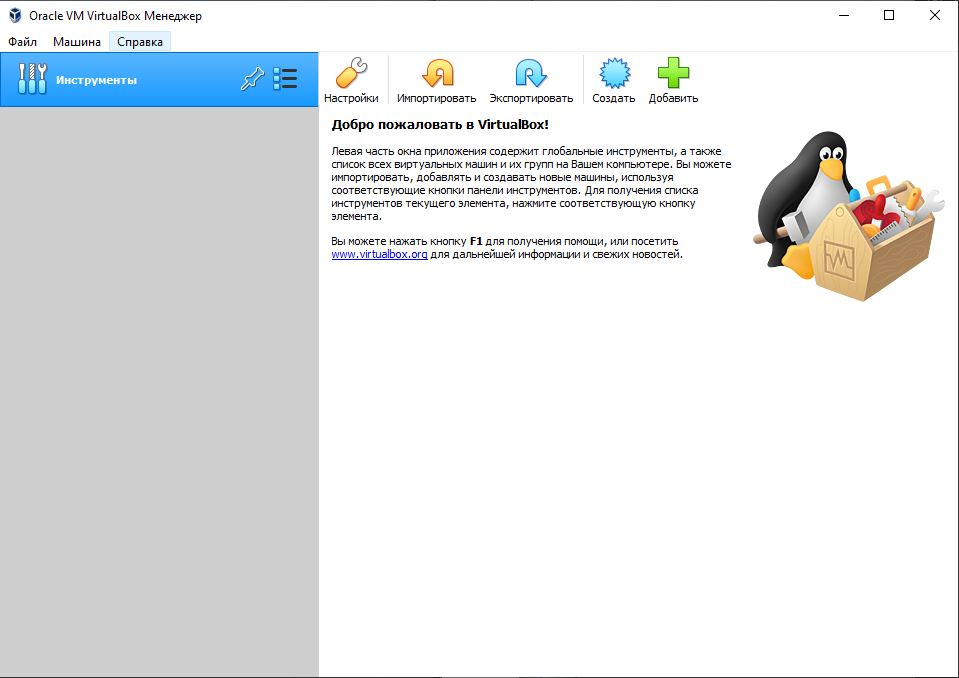 Oracle VM VirtualBox Менеджер
Файл Машина Справка
Инструменты
Настройки Импортировать Экспортировать Создать Добавить
Добро пожаловать в VirtualBox!
Левая часть окна приложения содержит глобальные инструменты, а также
список всех виртуальных машин и их групп на Вашем компьютере. Вы можете
импортировать, добавлять и создавать новые машины, используя
соответствующие кнопки панели инструментов. Для получения списка
инструментов текущего элемента, нажмите соответствующую кнопку
элемента.
Вы можете нажать кнопку F1 для получения помощи, или посетить
www.virtualbox.org для дальнейшей информации и свежих новостей.